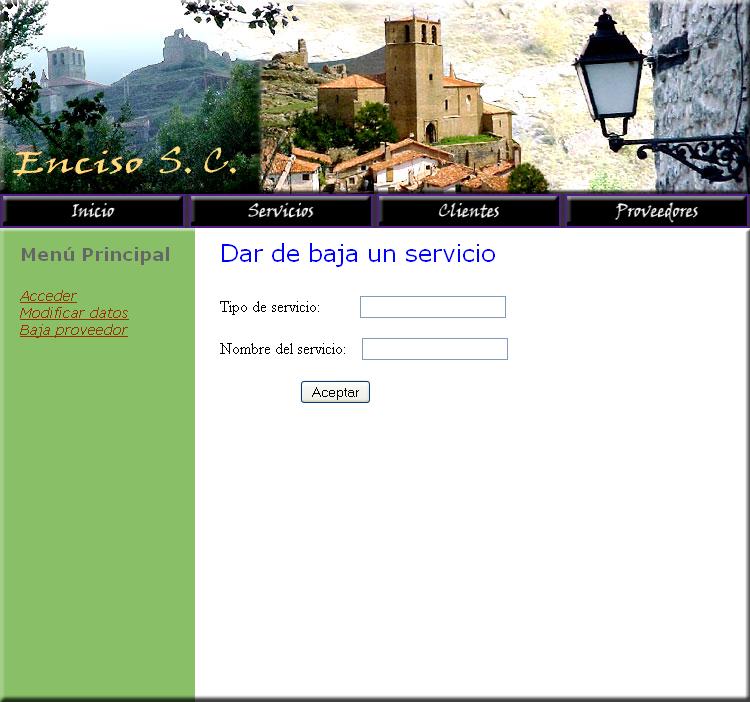 Enciso S. C.
Inicio Servicios Clientes Proveedores
Menú Principal
Acceder
Modificar datos
Baja proveedor
Dar de baja un servicio
Tipo de servicio:
Nombre del servicio:
Aceptar